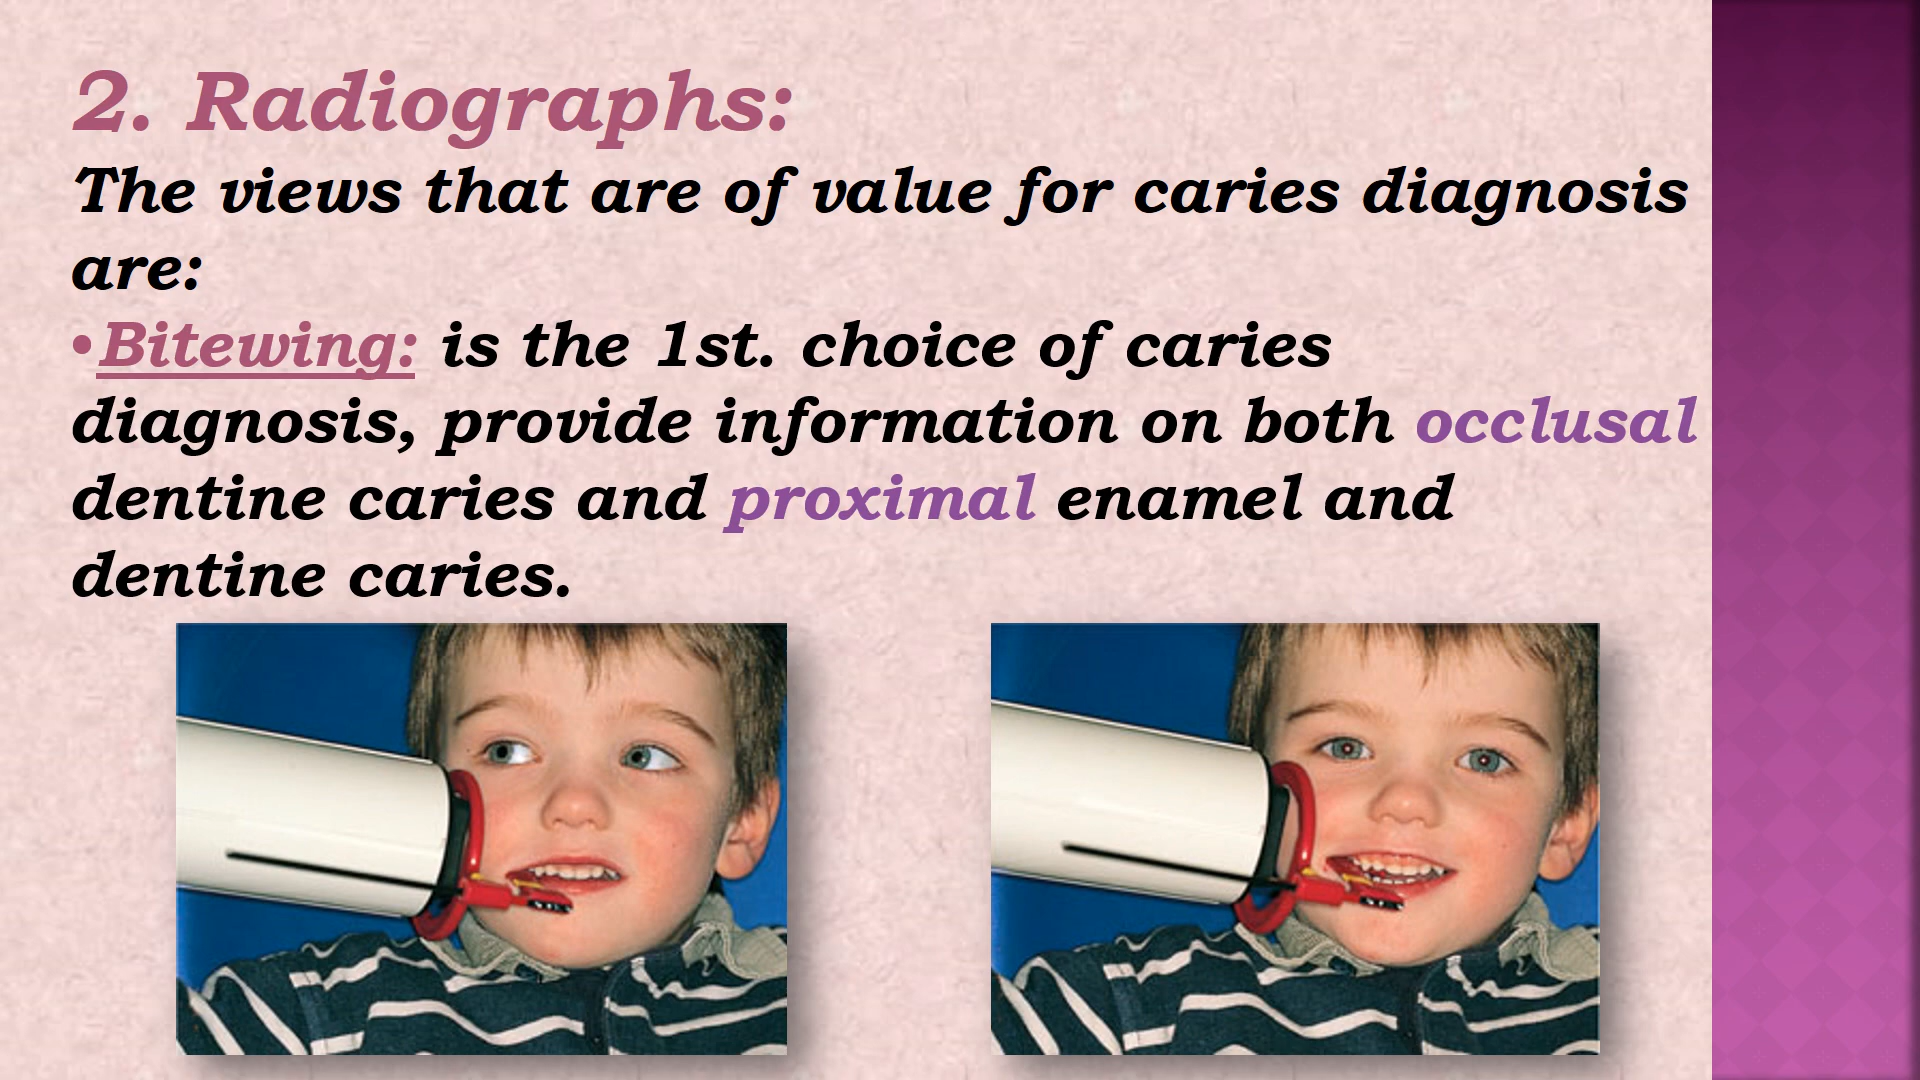 2. Radiographs:
The views that are of value for caries diagnosis
are:
•Bitewing: is the 1st. choice of caries
diagnosis, provide information on both occlusal
dentine caries and proximal enamel and
dentine caries.